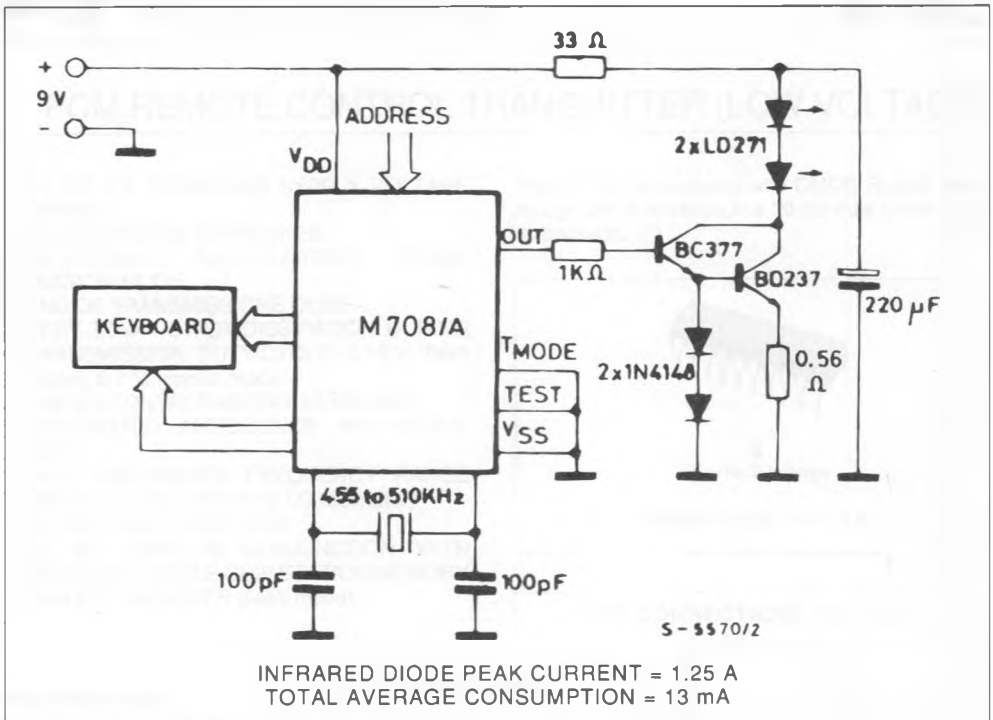 33 Ω
+
9V
-
ADDRESS
VDD
2xLD271
OUT
BC377
BD237
1KΩ
220 µF
KEYBOARD
M708/A
TMODE
2x1N4148
0.56
Ω
TEST
VSS
455 to 510KHz
100pF
100pF
S-5570/2
INFRARED DIODE PEAK CURRENT = 1.25 A
TOTAL AVERAGE CONSUMPTION = 13 mA